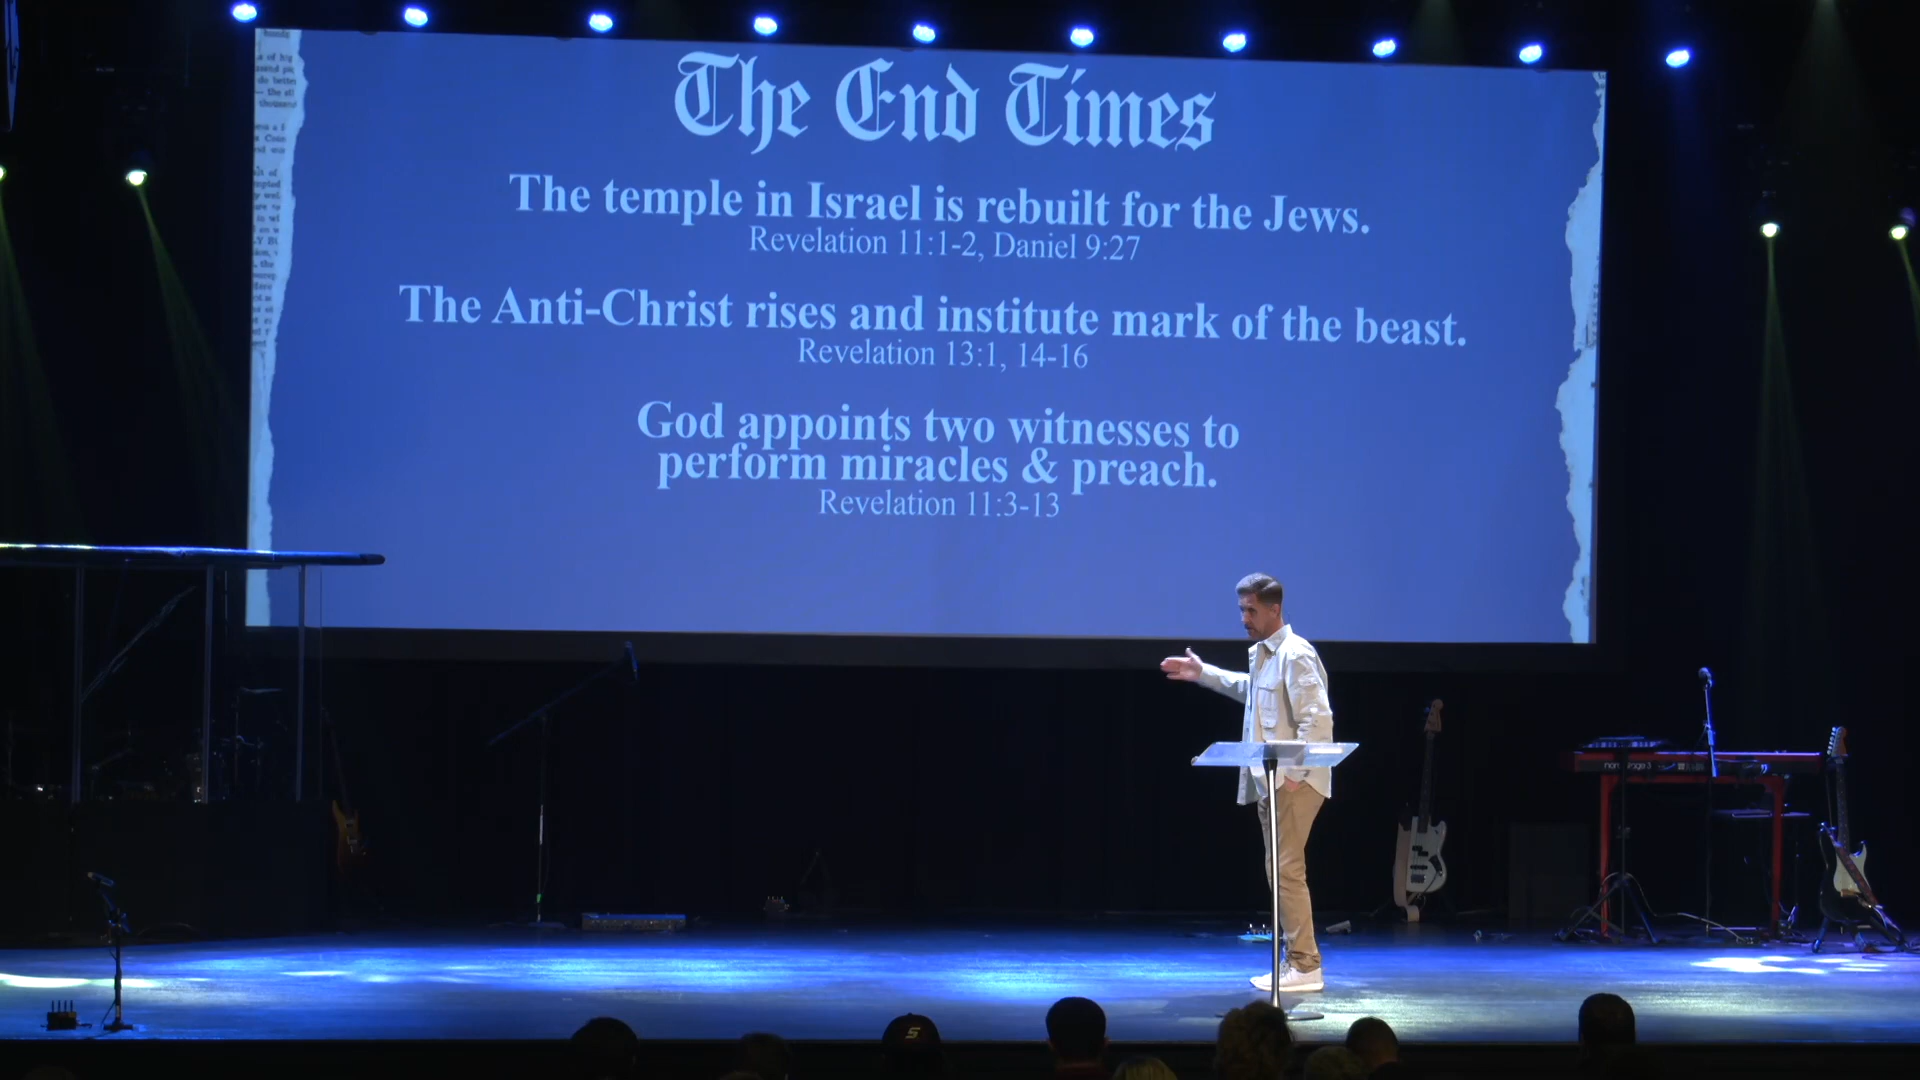 The End Times
The temple in Israel is rebuilt for the Jews.
Revelation 11:1-2, Daniel 9:27
The Anti-Christ rises and institute mark of the beast.
Revelation 13:1, 14-16
God appoints two witnesses to
perform miracles & preach.
Revelation 11:3-13